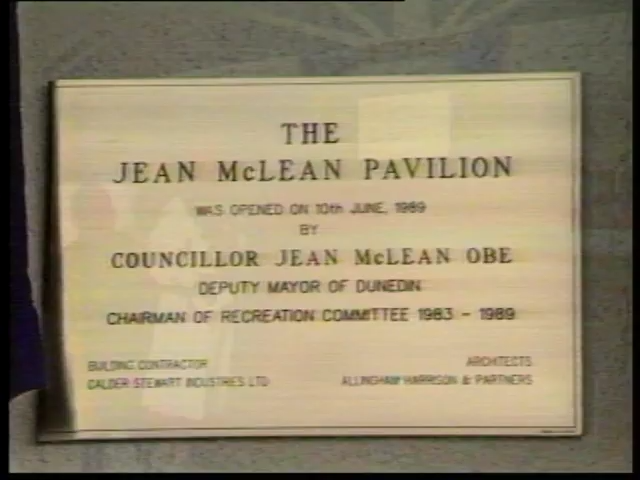 THE
JEAN McLEAN PAVILION
WAS OPENED ON 10th JUNE, 1989
BY
COUNCILLOR JEAN McLEAN OBE
DEPUTY MAYOR OF DUNEDIN
CHAIRMAN OF RECREATION COMMITTEE 1983 - 1989
BUILDING CONTRACTOR
CALDER STEWART INDUSTRIES LTD
ARCHITECTS
ALLINGHAM HARRISON & PARTNERS